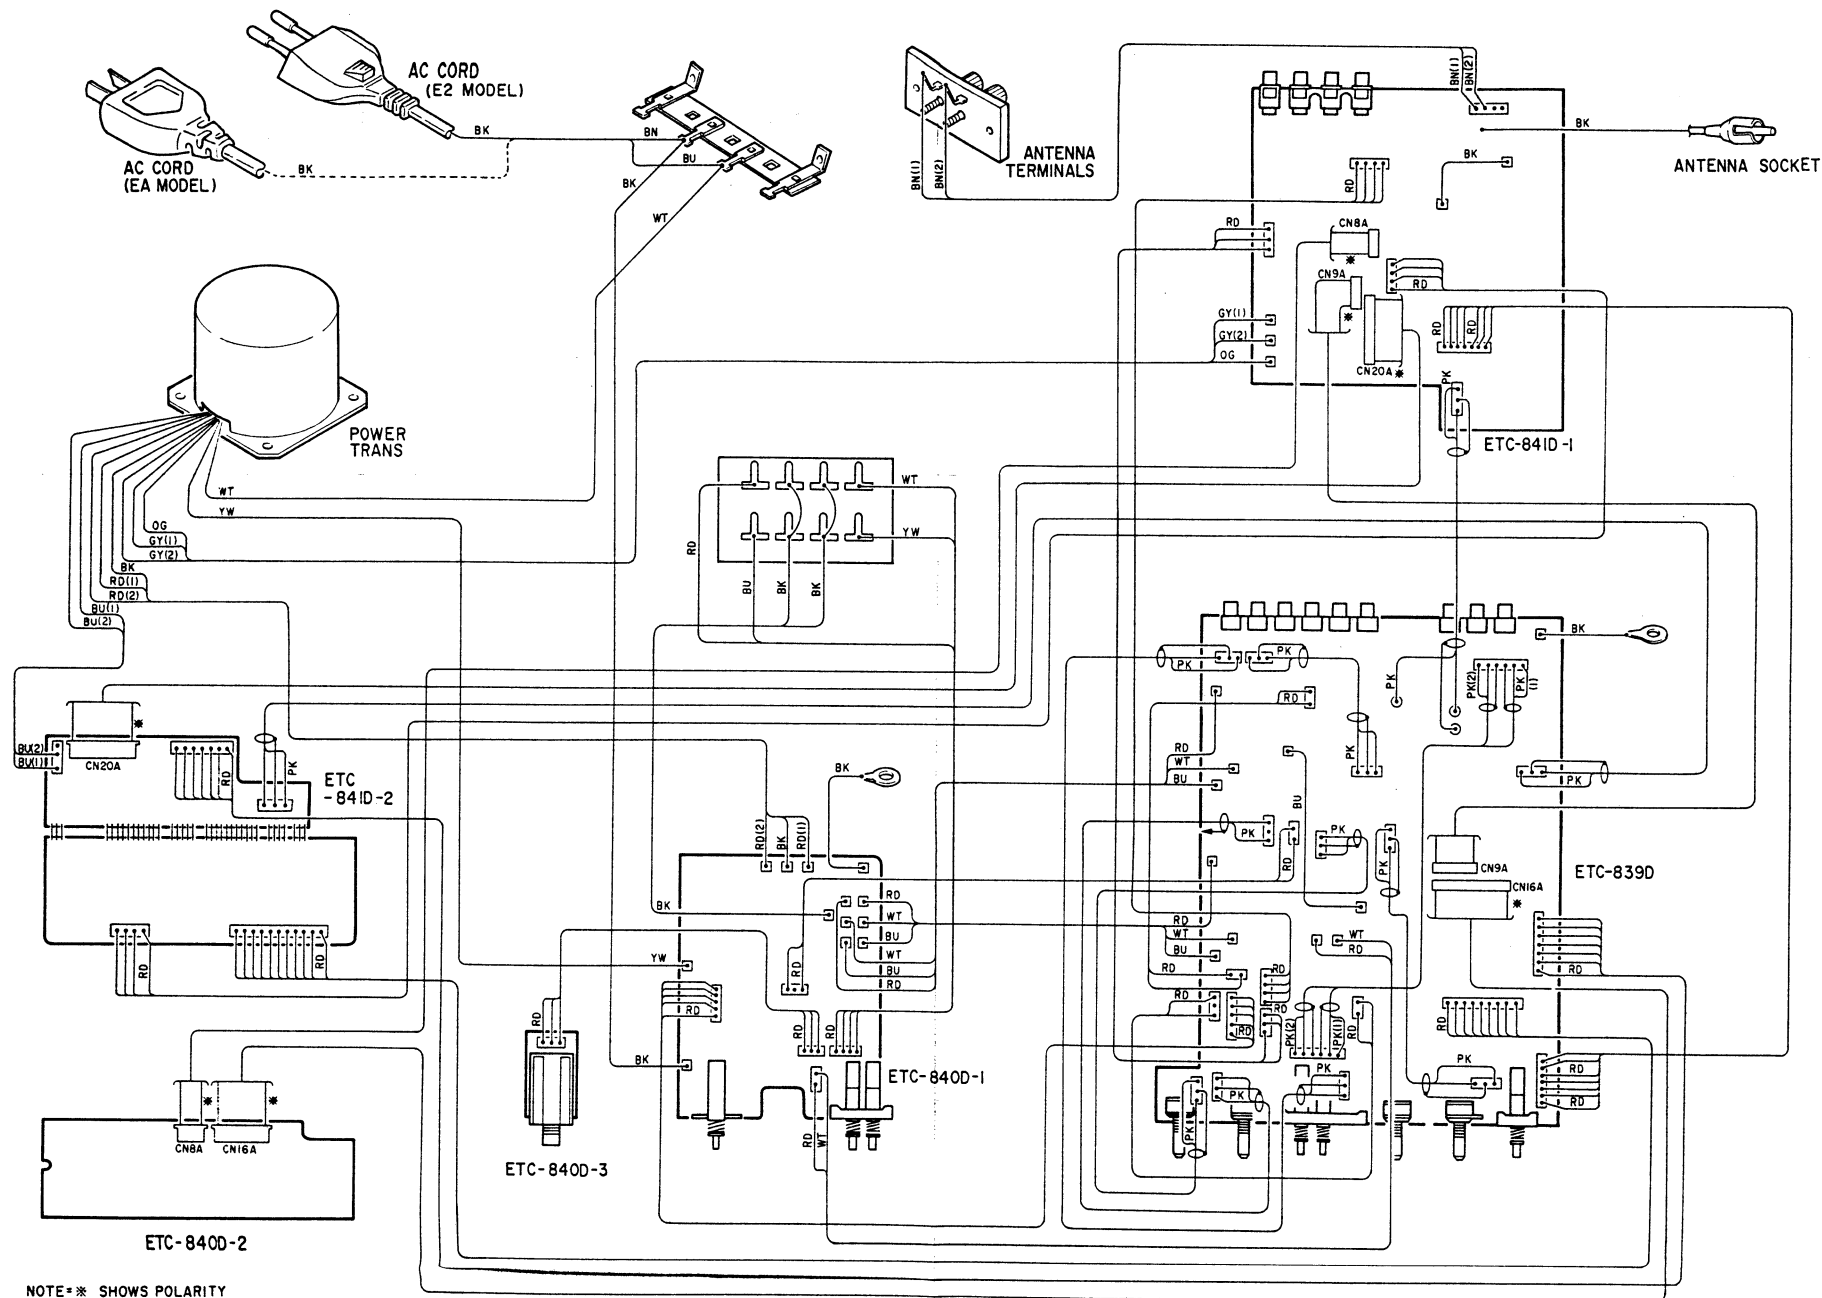 AC CORD
(E2 MODEL)
BK
BN
BU
AC CORD
(EA MODEL)
BK
BK
WT
BN(1)
BN(2)
ANTENNA
TERMINALS
BN(1)
BN(2)
BK
ANTENNA SOCKET
BK
RD
RD
CN8A
※
CN9A
※
RD
GY(1)
GY(2)
OG
RD
RD
CN20A※
PK
ETC-841D-1
POWER
TRANS
WT
YW
OG
GY(1)
GY(2)
BK
RD(1)
RD(2)
BU(1)
BU(2)
WT
YW
RD
BU
BK
BK
BK
PK
PK
PK
PK(2)
PK
(1)
RD
PK
RD
WT
BU
PK
BU
BU(2)
BU(1)
※
CN20A
RD
PK
ETC
-841D-2
BK
RD(2)
BK
RD(1)
PK
RD
PK
PK
CN9A
CN16A
※
ETC-839D
BK
RD
WT
BU
WT
BU
RD
RD
WT
BU
WT
RD
RD
RD
YW
RD
RD
RD
RD
RD
RD
RD
RD
RD
RD
PK(2)
PK(1)
RD
RD
RD
RD
RD
BK
ETC-840D-1
RD
WT
PK
PK
PK
PK
RD
RD
※
※
CN8A
CN16A
ETC-840D-3
ETC-840D-2
NOTE=※ SHOWS POLARITY